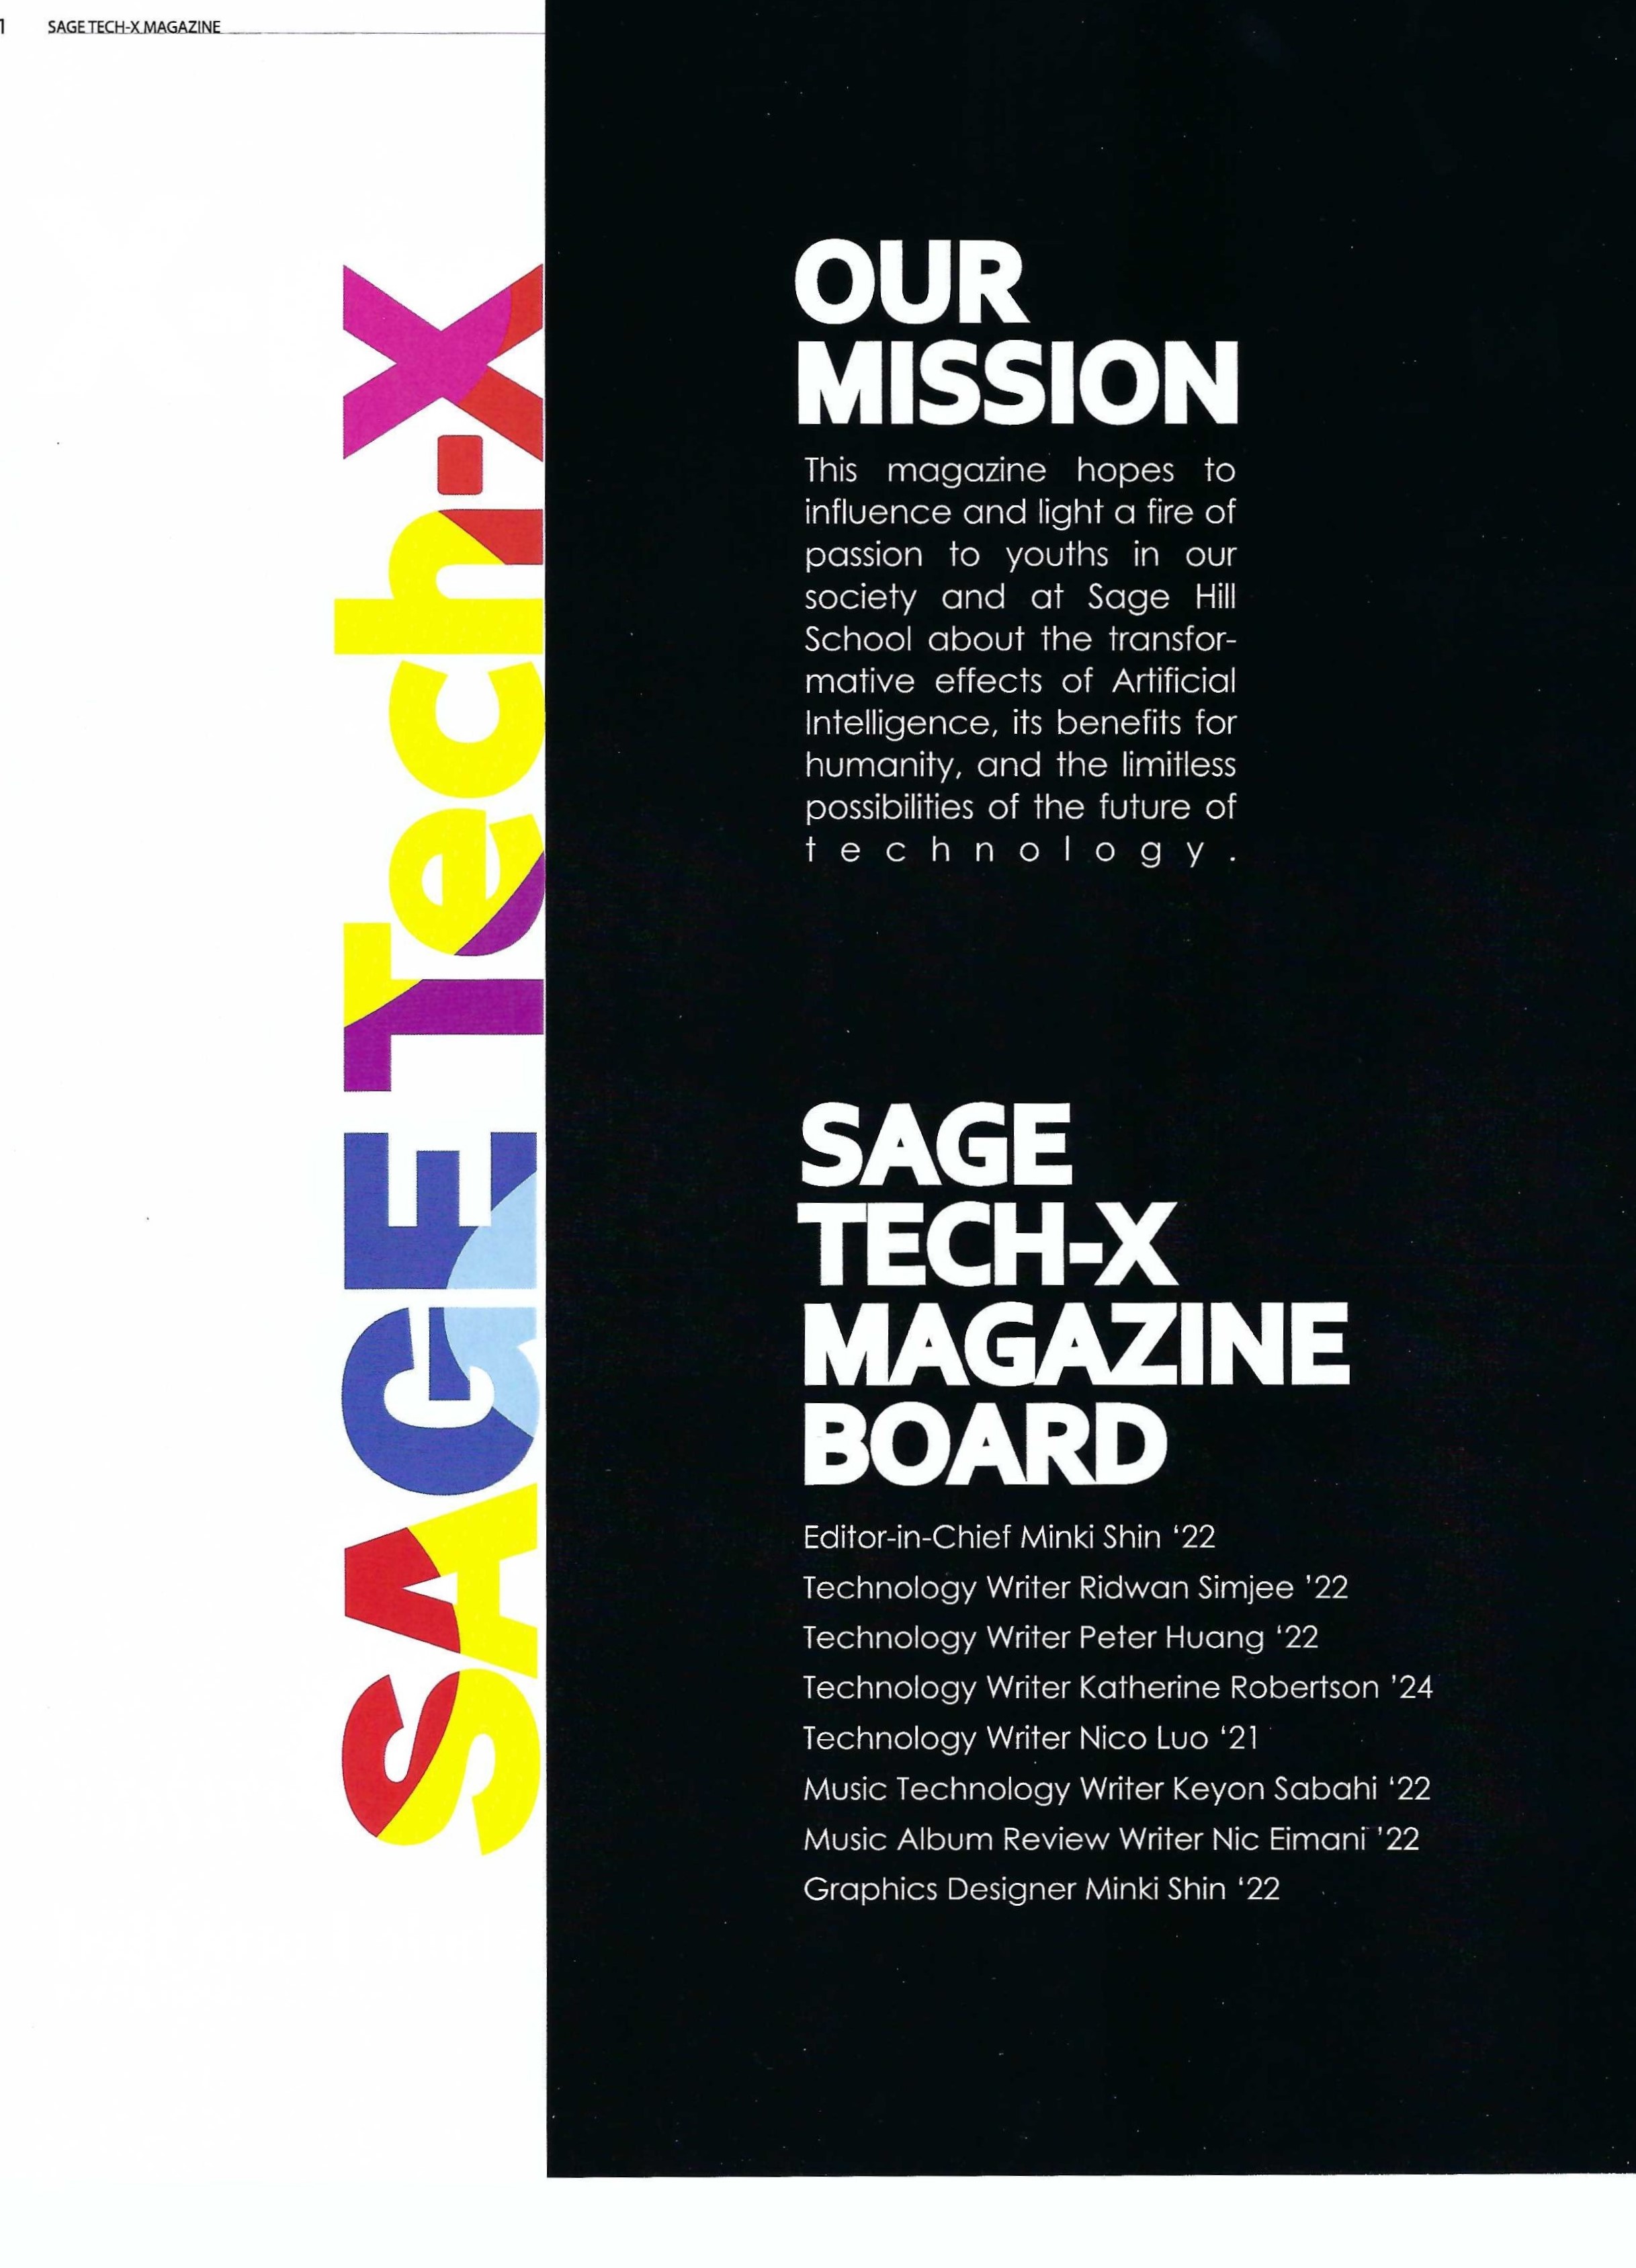 1 SAGE TECH-X MAGAZINE
SAGE Tech-X
OUR
MISSION
This magazine hopes to
influence and light a fire of
passion to youths in our
society and at Sage Hill
School about the transfor-
mative effects of Artificial
Intelligence, its benefits for
humanity, and the limitless
possibilities of the future of
technology.
SAGE
TECH-X
MAGAZINE
BOARD
Editor-in-Chief Minki Shin ‘22
Technology Writer Ridwan Simjee ’22
Technology Writer Peter Huang ‘22
Technology Writer Katherine Robertson ’24
Technology Writer Nico Luo ‘21
Music Technology Writer Keyon Sabahi ‘22
Music Album Review Writer Nic Eimani ’22
Graphics Designer Minki Shin ‘22